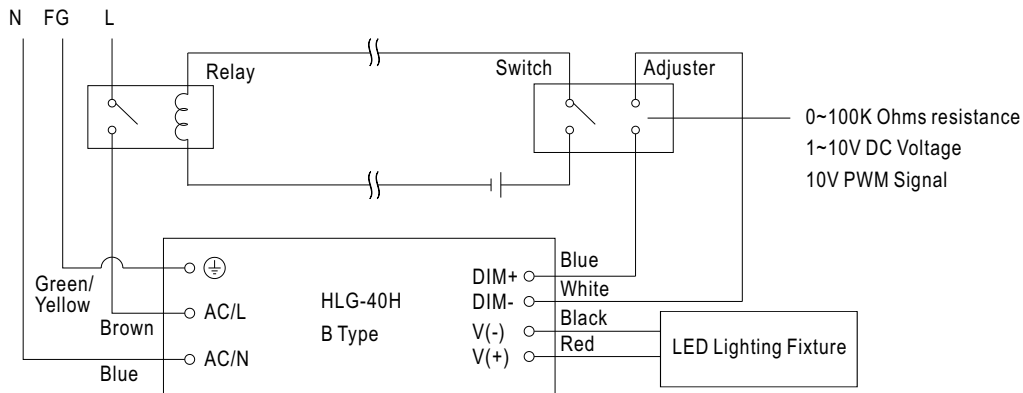 N FG L
Relay
Switch
Adjuster
0~100K Ohms resistance
1~10V DC Voltage
10V PWM Signal
Green/
Yellow
Brown
Blue
AC/L
AC/N
HLG-40H
B Type
DIM+
DIM-
V(-)
V(+)
Blue
White
Black
Red
LED Lighting Fixture